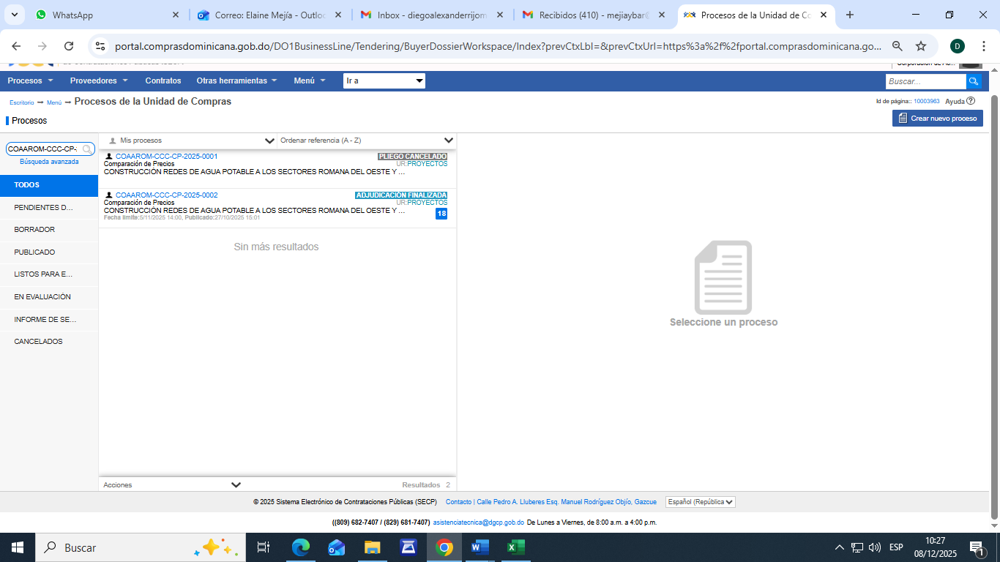 WhatsApp
Correo: Elaine Mejía - Outloo
Inbox - diegoalexanderrijom
Recibidos (410) - mejiaybar@
Procesos de la Unidad de Co
portal.comprasdominicana.gob.do/DO1BusinessLine/Tendering/BuyerDossierWorkspace/Index?prevCtxLbl=&prevCtxUrl=https%3a%2f%2fportal.comprasdominicana.go...
D
Procesos
Proveedores
Contratos
Otras herramientas
Menú
Ir a
Buscar...
Escritorio → Menú → Procesos de la Unidad de Compras
Id de página:: 10003963 Ayuda
Procesos
Crear nuevo proceso
COAAROM-CCC-CP-
Búsqueda avanzada
TODOS
PENDIENTES D...
BORRADOR
PUBLICADO
LISTOS PARA E...
EN EVALUACIÓN
INFORME DE SE...
CANCELADOS
Mis procesos
Ordenar referencia (A - Z)
COAAROM-CCC-CP-2025-0001 PLIEGO CANCELADO
Comparación de Precios UR:PROYECTOS
CONSTRUCCIÓN REDES DE AGUA POTABLE A LOS SECTORES ROMANA DEL OESTE Y ...
COAAROM-CCC-CP-2025-0002 ADJUDICACIÓN FINALIZADA
Comparación de Precios UR:PROYECTOS
CONSTRUCCIÓN REDES DE AGUA POTABLE A LOS SECTORES ROMANA DEL OESTE Y ...
18
Fecha límite:5/11/2025 14:00, Publicado:27/10/2025 15:01
Sin más resultados
Seleccione un proceso
Acciones
Resultados 2
© 2025 Sistema Electrónico de Contrataciones Públicas (SECP) Contacto | Calle Pedro A. Lluberes Esq. Manuel Rodríguez Objío, Gazcue Español (República
((809) 682-7407 / (829) 681-7407) asistenciatecnica@dgcp.gob.do De Lunes a Viernes, de 8:00 a.m. a 4:00 p.m.
Buscar
ESP
10:27
08/12/2025
1